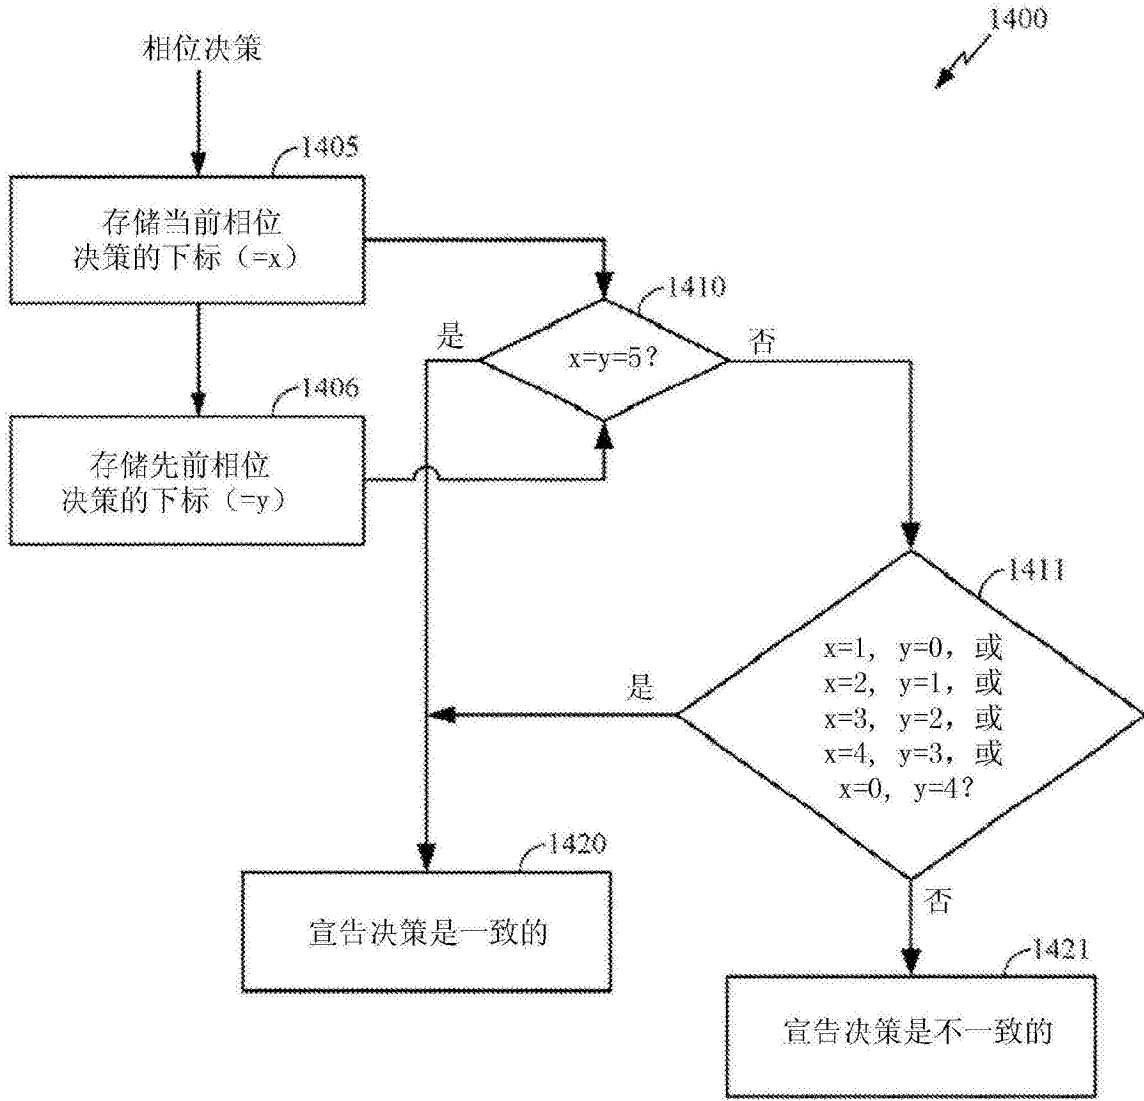 1400
相位决策
1405
存储当前相位
决策的下标（=x）
1410
是
否
x=y=5?
1406
存储先前相位
决策的下标（=y）
1411
x=1, y=0，或
x=2, y=1，或
x=3, y=2，或
x=4, y=3，或
x=0, y=4?
是
1420
宣告决策是一致的
否
1421
宣告决策是不一致的